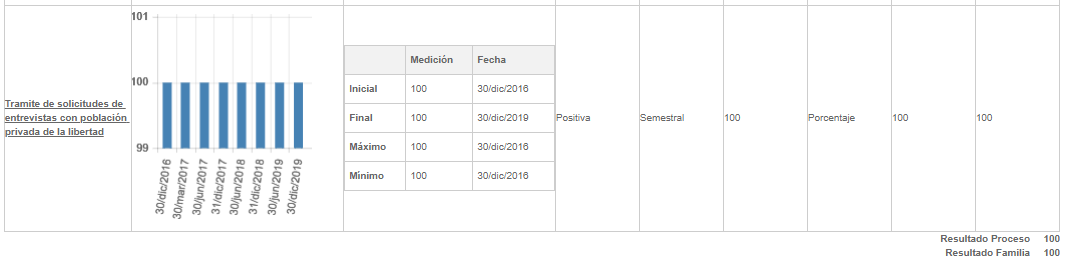 101
100
99
30/dic/2016
30/mar/2017
30/jun/2017
31/dic/2017
30/jun/2018
31/dic/2018
30/jun/2019
30/dic/2019
Tramite de solicitudes de
entrevistas con población
privada de la libertad
Medición Fecha
Inicial 100 30/dic/2016
Final 100 30/dic/2019
Máximo 100 30/dic/2016
Mínimo 100 30/dic/2016
Positiva Semestral 100 Porcentaje 100 100
Resultado Proceso 100
Resultado Familia 100